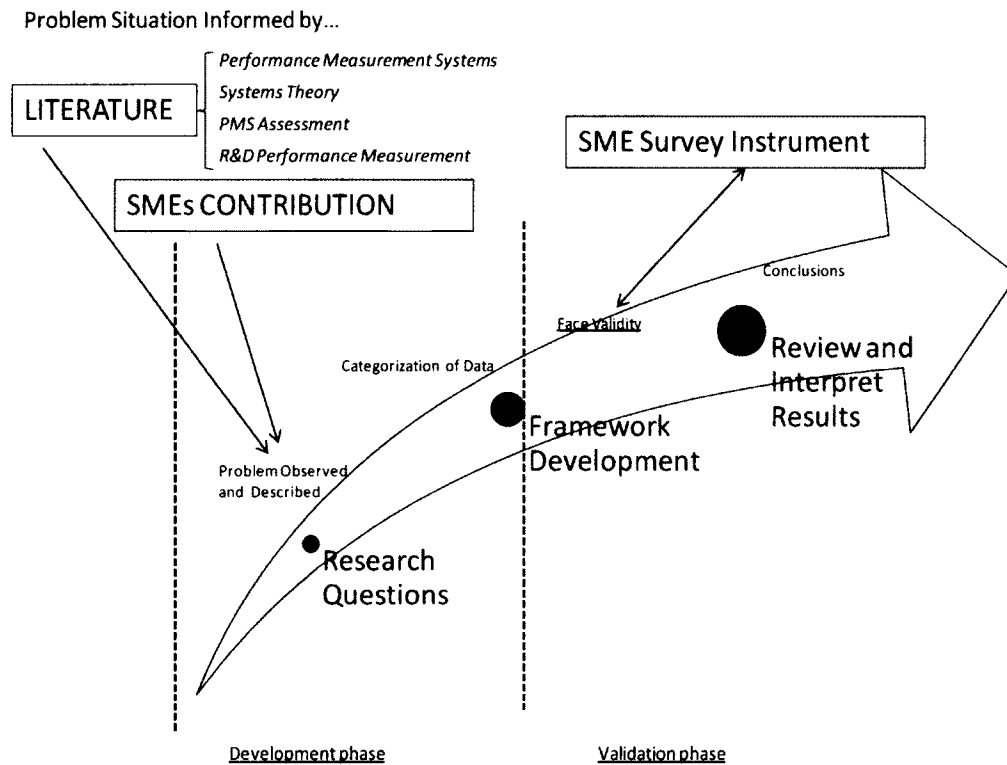 Problem Situation Informed by...
Performance Measurement Systems
Systems Theory
LITERATURE
PMS Assessment
R&D Performance Measurement
SME Survey Instrument
SMEs CONTRIBUTION
Conclusions
Face Validity
Categorization of Data
Review and
Interpret
Results
Framework
Development
Problem Observed
and Described
Research
Questions
Development phase
Validation phase